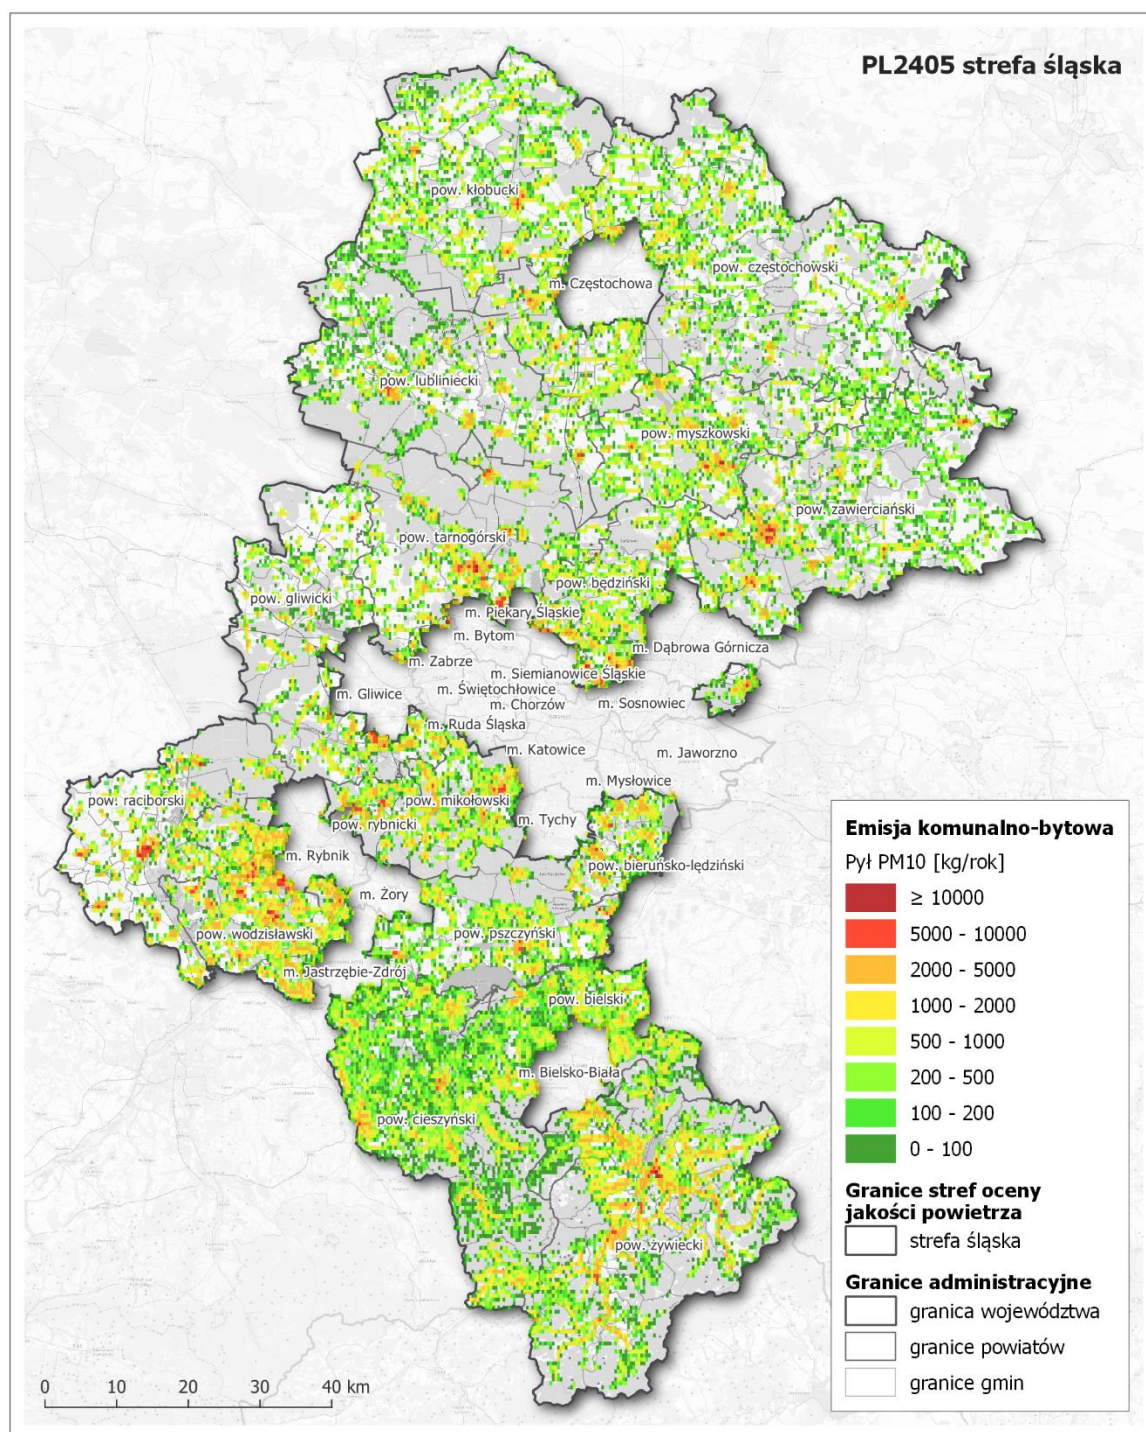 PL2405 strefa śląska
pow. kłobucki
pow. częstochowski
m. Częstochowa
pow. lubliniecki
pow. myszkowski
pow. zawierciański
pow. tarnogórski
pow. będziński
pow. gliwicki
m. Piekary Śląskie
m. Bytom
m. Dąbrowa Górnicza
m. Zabrze
m. Siemianowice Śląskie
m. Gliwice
m. Świętochłowice
m. Chorzów
m. Sosnowiec
m. Ruda Śląska
m. Katowice
m. Jaworzno
m. Mysłowice
pow. raciborski
pow. mikołowski
pow. rybnicki
m. Tychy
m. Rybnik
pow. bieruńsko-lędziński
m. Żory
pow. wodzisławski
pow. pszczyński
m. Jastrzębie-Zdrój
pow. bielski
m. Bielsko-Biała
pow. cieszyński
pow. żywiecki
Emisja komunalno-bytowa
Pył PM10 [kg/rok]
≥ 10000
5000 - 10000
2000 - 5000
1000 - 2000
500 - 1000
200 - 500
100 - 200
0 - 100
Granice stref oceny
jakości powietrza
strefa śląska
Granice administracyjne
granica województwa
granice powiatów
granice gmin
0 10 20 30 40 km